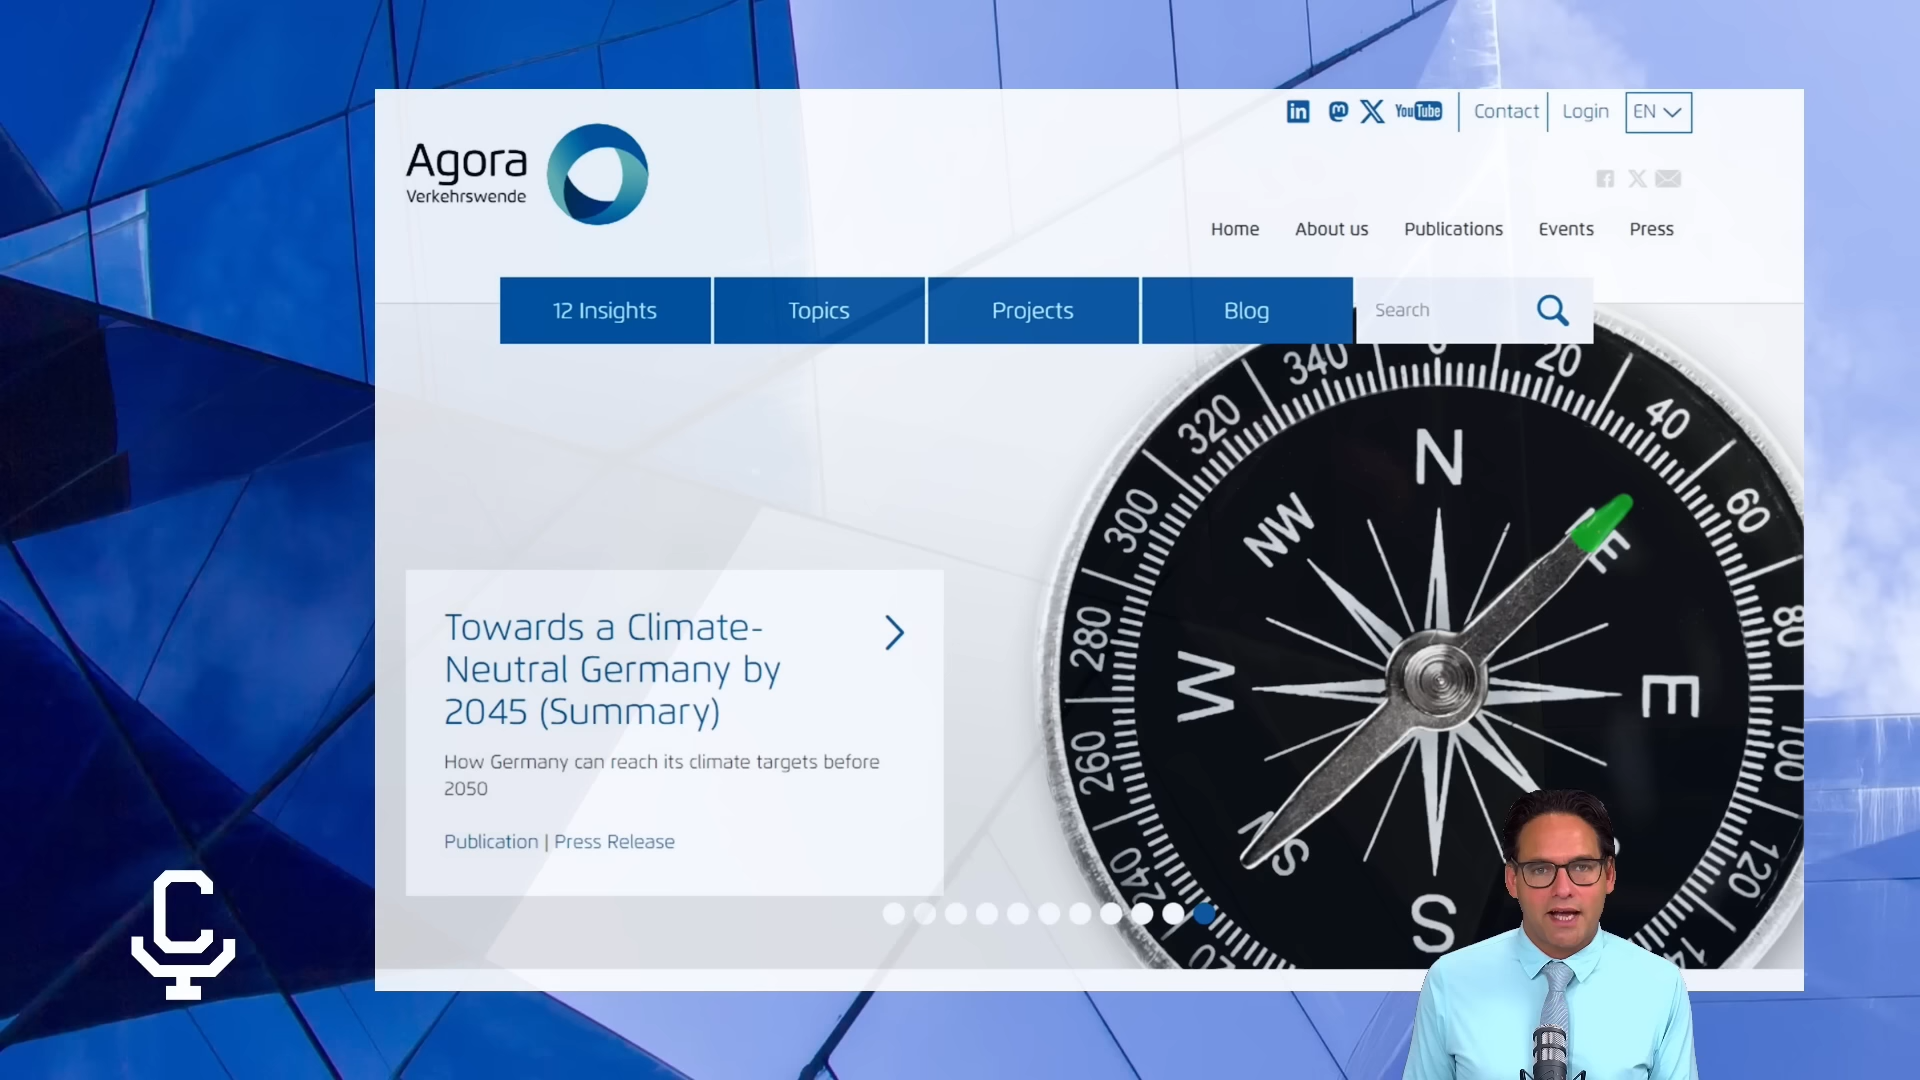 YouTube
Contact
Login
EN
Agora
Verkehrswende
Home
About us
Publications
Events
Press
12 Insights
Topics
Projects
Blog
Search
340
20
320
40
300
60
280
80
260
100
240
120
N
NW
E
W
S
Towards a Climate-
Neutral Germany by
2045 (Summary)
How Germany can reach its climate targets before
2050
Publication | Press Release